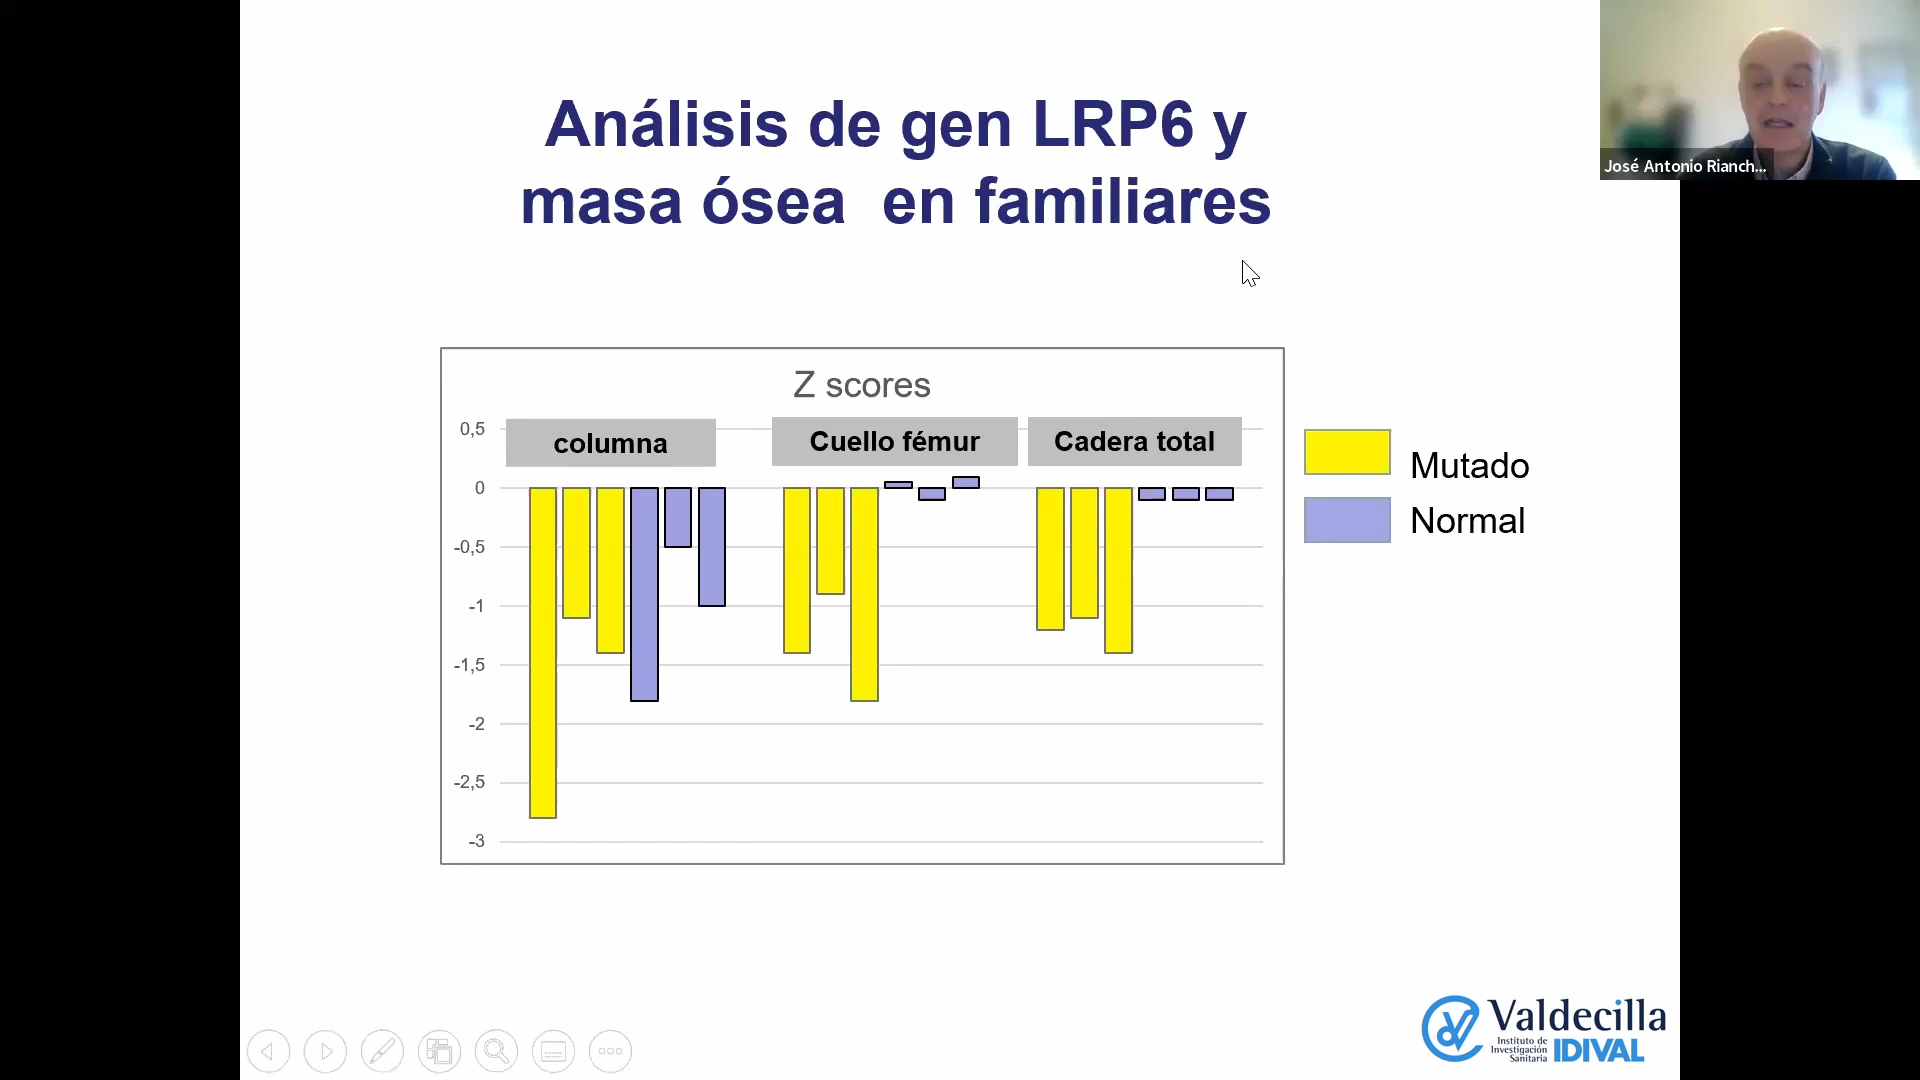 Análisis de gen LRP6 y
masa ósea en familiares
José Antonio Rianch...
Z scores
columna
Cuello fémur
Cadera total
0,5
0
-0,5
-1
-1,5
-2
-2,5
-3
Mutado
Normal
Valdecilla
Instituto de
Investigación
Sanitaria
IDIVAL